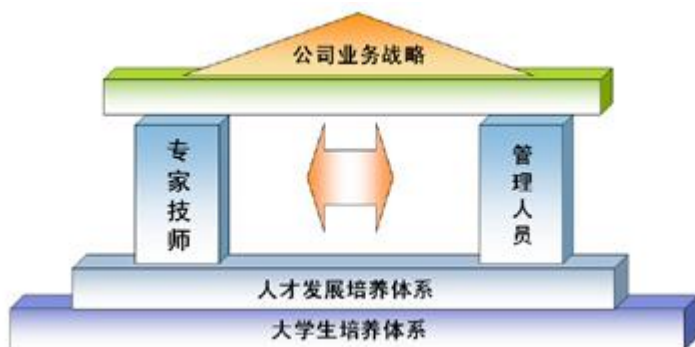 公司业务战略
专家技师
管理人员
人才发展培养体系
大学生培养体系